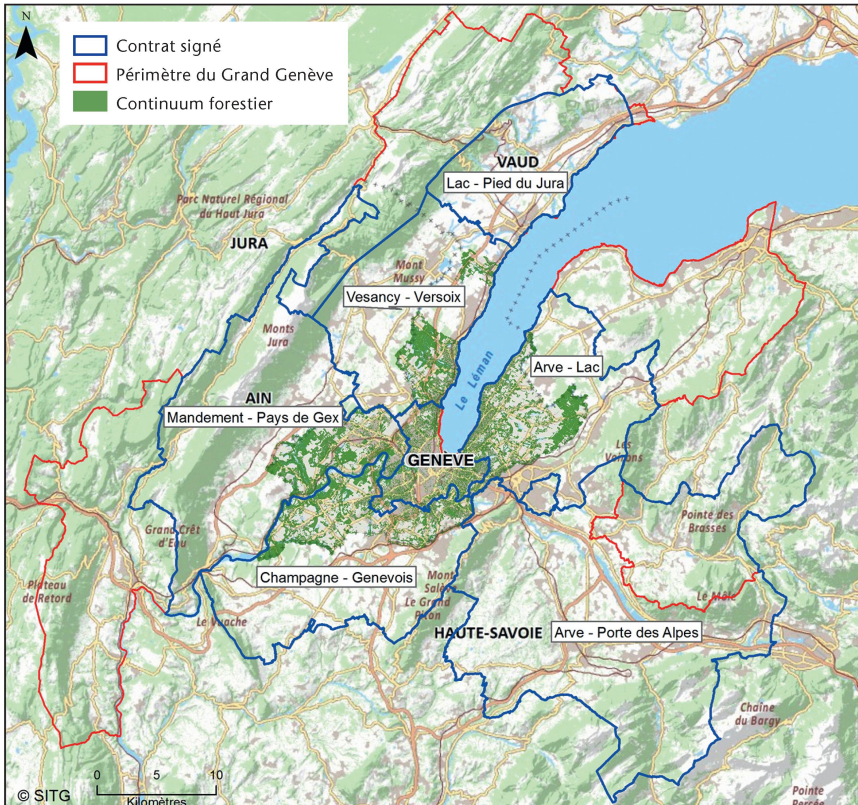 N
Contrat signé
Périmètre du Grand Genève
Continuum forestier
VAUD
Lac - Pied du Jura
Parc Naturel Régional
du Haut Jura
JURA
Mont
Mussy
Vesancy - Versoix
Monts
Jura
Le Léman
Arve - Lac
AIN
Mandement - Pays de Gex
GENEVE
Les
Voirons
Pointe des
Brasses
Grand Crêt
d'Eau
Champagne - Genevois
Plateau
de Retord
Mont
Salève
Le Grand
Piton
Le Môle
Le Vuache
HAUTE-SAVOIE
Arve - Porte des Alpes
Chaine
du Bargy
0 5 10
Kilomètres
© SITG
Pointe
Percée